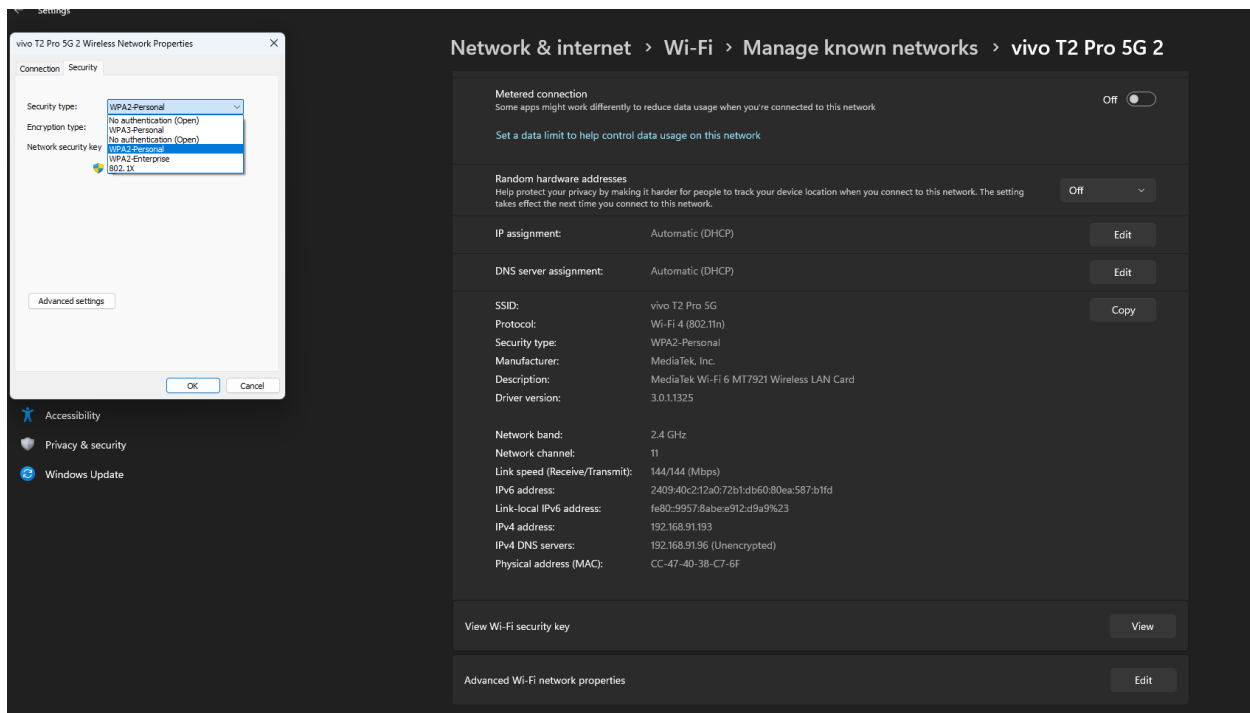 Settings
vivo T2 Pro 5G 2 Wireless Network Properties
Connection Security
Security type: WPA2-Personal
No authentication (Open)
Encryption type: WPA3-Personal
No authentication (Open)
Network security key WPA2-Personal
WPA2-Enterprise
802.1X
Advanced settings
OK Cancel
Accessibility
Privacy & security
Windows Update
Network & internet > Wi-Fi > Manage known networks > vivo T2 Pro 5G 2
Metered connection
Some apps might work differently to reduce data usage when you're connected to this network
Off
Set a data limit to help control data usage on this network
Random hardware addresses
Help protect your privacy by making it harder for people to track your device location when you connect to this network. The setting
takes effect the next time you connect to this network.
Off
IP assignment: Automatic (DHCP) Edit
DNS server assignment: Automatic (DHCP) Edit
SSID: vivo T2 Pro 5G Copy
Protocol: Wi-Fi 4 (802.11n)
Security type: WPA2-Personal
Manufacturer: MediaTek, Inc.
Description: MediaTek Wi-Fi 6 MT7921 Wireless LAN Card
Driver version: 3.0.1.1325
Network band: 2.4 GHz
Network channel: 11
Link speed (Receive/Transmit): 144/144 (Mbps)
IPv6 address: 2409:40c2:12a0:72b1:db60:80ea:587:b1fd
Link-local IPv6 address: fe80::9957:8abe:e912:d9a9%23
IPv4 address: 192.168.91.193
IPv4 DNS servers: 192.168.91.96 (Unencrypted)
Physical address (MAC): CC-47-40-38-C7-6F
View Wi-Fi security key View
Advanced Wi-Fi network properties Edit